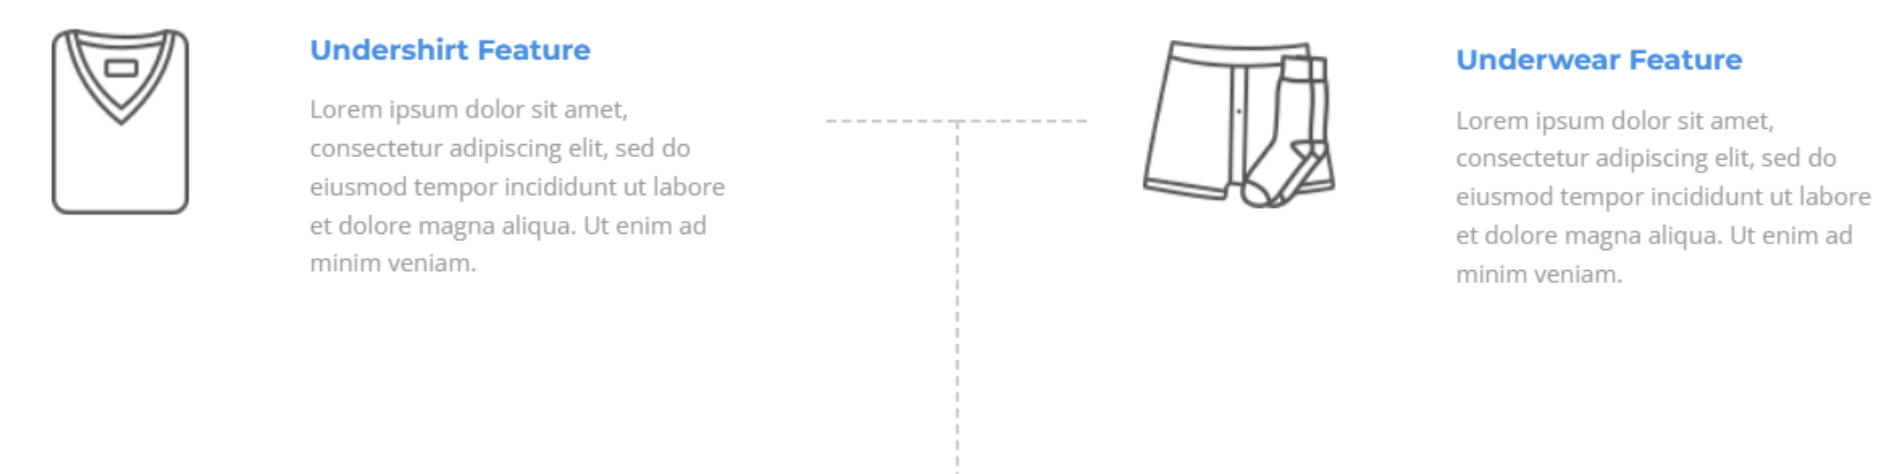 Undershirt Feature
Lorem ipsum dolor sit amet,
consectetur adipiscing elit, sed do
eiusmod tempor incididunt ut labore
et dolore magna aliqua. Ut enim ad
minim veniam.
Underwear Feature
Lorem ipsum dolor sit amet,
consectetur adipiscing elit, sed do
eiusmod tempor incididunt ut labore
et dolore magna aliqua. Ut enim ad
minim veniam.